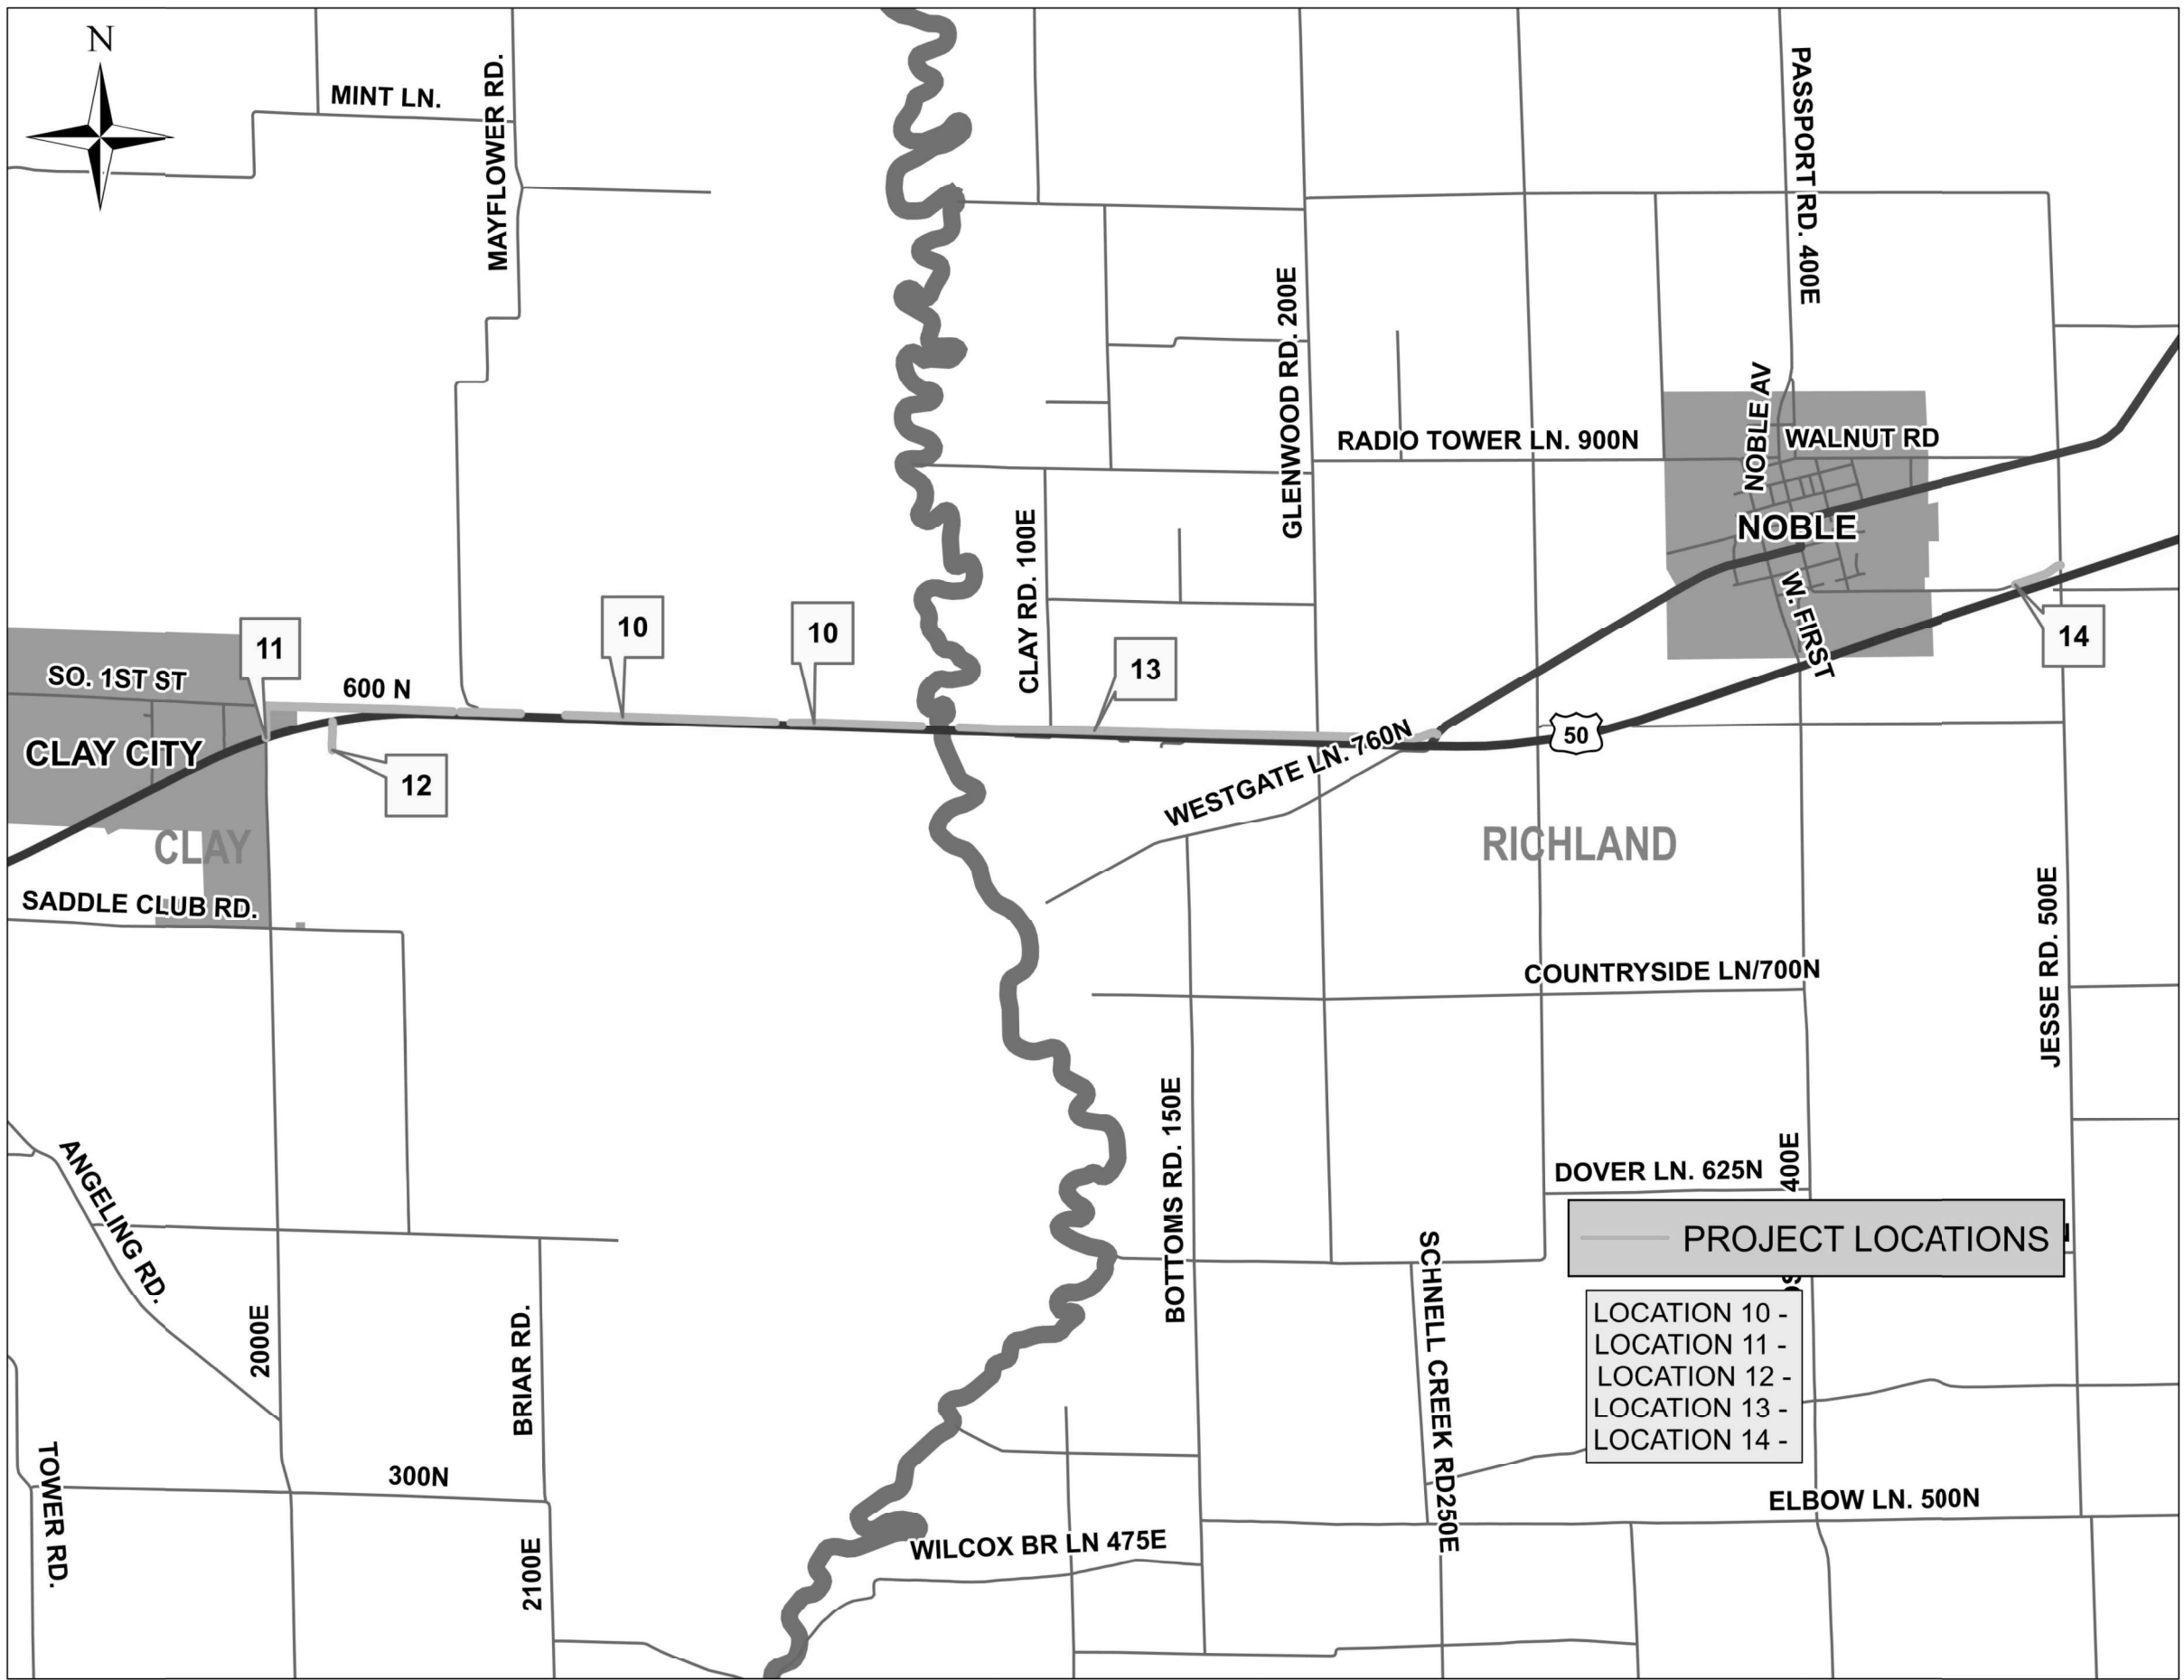 N
MINT LN.
MAYFLOWER RD.
PASSPORT RD. 400E
GLENWOOD RD. 200E
NOBLE AV
RADIO TOWER LN. 900N
WALNUT RD
NOBLE
W. FIRST
CLAY RD. 100E
10
10
11
13
14
SO. 1ST ST
600 N
CLAY CITY
12
WESTGATE LN. 760N
50
CLAY
RICHLAND
SADDLE CLUB RD.
JESSE RD. 500E
COUNTRYSIDE LN/700N
BOTTOMS RD. 150E
ANGELING RD.
DOVER LN. 625N
400E
PROJECT LOCATIONS
SCHNELL CREEK RD250E
2000E
BRIAR RD.
LOCATION 10 -
LOCATION 11 -
LOCATION 12 -
LOCATION 13 -
LOCATION 14 -
TOWER RD.
300N
ELBOW LN. 500N
2100E
WILCOX BR LN 475E